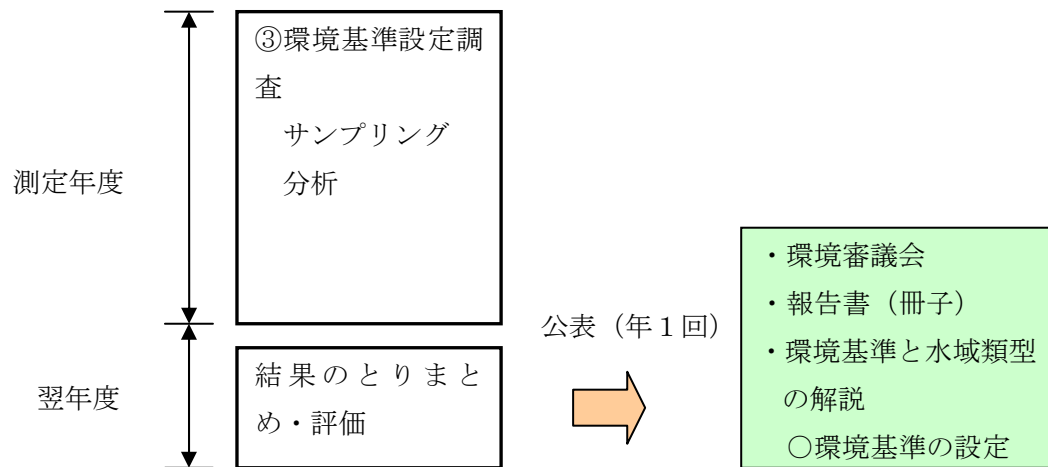 ③環境基準設定調
査
サンプリング
分析
測定年度
公表（年１回）
翌年度
結果のとりまと
め・評価
・環境審議会
・報告書（冊子）
・環境基準と水域類型
の解説
○環境基準の設定